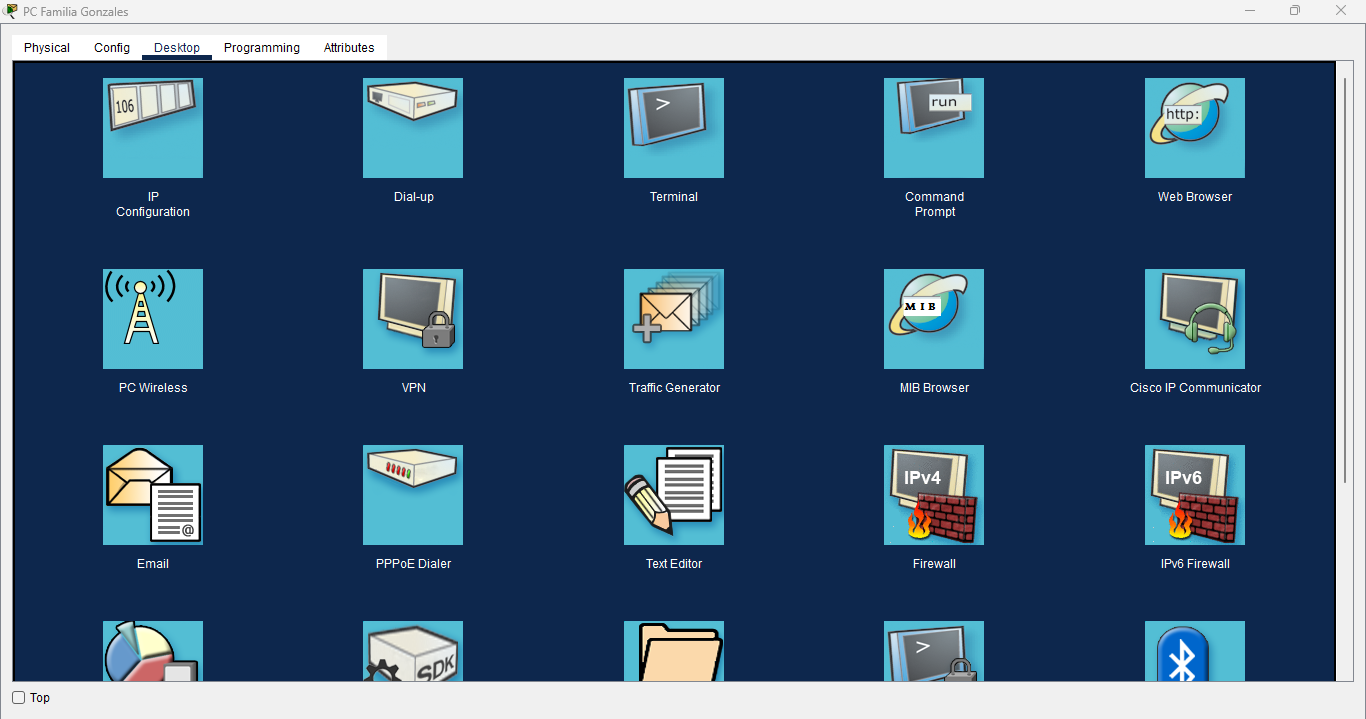 PC Familia Gonzales
Physical Config Desktop Programming Attributes
106
>
run
http:
IP
Configuration
Dial-up
Terminal
Command
Prompt
Web Browser
MIB
PC Wireless
VPN
Traffic Generator
MIB Browser
Cisco IP Communicator
@
IPv4
IPv6
Email
PPPoE Dialer
Text Editor
Firewall
IPv6 Firewall
SDK
>
Top